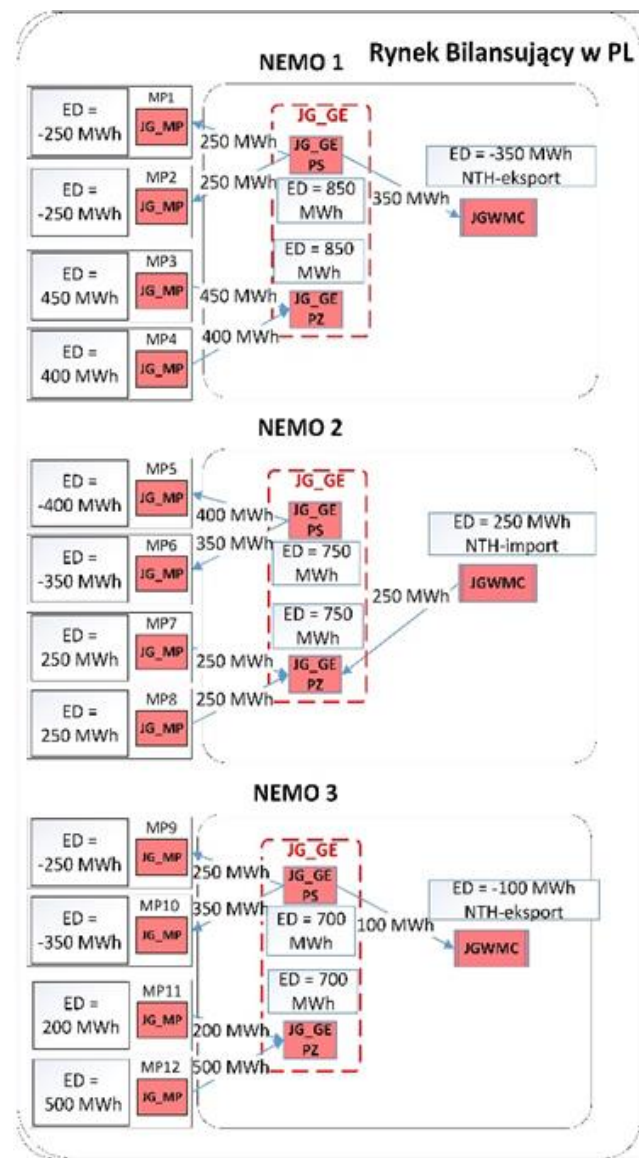 Rynek Bilansujący w PL
NEMO 1
ED =
-250 MWh
MP1
JG_MP
250 MWh
ED =
-250 MWh
MP2
JG_MP
250 MWh
ED =
450 MWh
MP3
JG_MP
450 MWh
ED =
400 MWh
MP4
JG_MP
400 MWh
JG_GE
JG_GE
PS
ED = 850
MWh
ED = 850
MWh
JG_GE
PZ
350 MWh
ED = -350 MWh
NTH-eksport
JGWMC
NEMO 2
ED =
-400 MWh
MP5
JG_MP
400 MWh
ED =
-350 MWh
MP6
JG_MP
350 MWh
ED =
250 MWh
MP7
JG_MP
250 MWh
ED =
250 MWh
MP8
JG_MP
250 MWh
JG_GE
JG_GE
PS
ED = 750
MWh
ED = 750
MWh
JG_GE
PZ
250 MWh
ED = 250 MWh
NTH-import
JGWMC
NEMO 3
ED =
-250 MWh
MP9
JG_MP
250 MWh
ED =
-350 MWh
MP10
JG_MP
350 MWh
ED =
200 MWh
MP11
JG_MP
200 MWh
ED =
500 MWh
MP12
JG_MP
500 MWh
JG_GE
JG_GE
PS
ED = 700
MWh
ED = 700
MWh
JG_GE
PZ
100 MWh
ED = -100 MWh
NTH-eksport
JGWMC